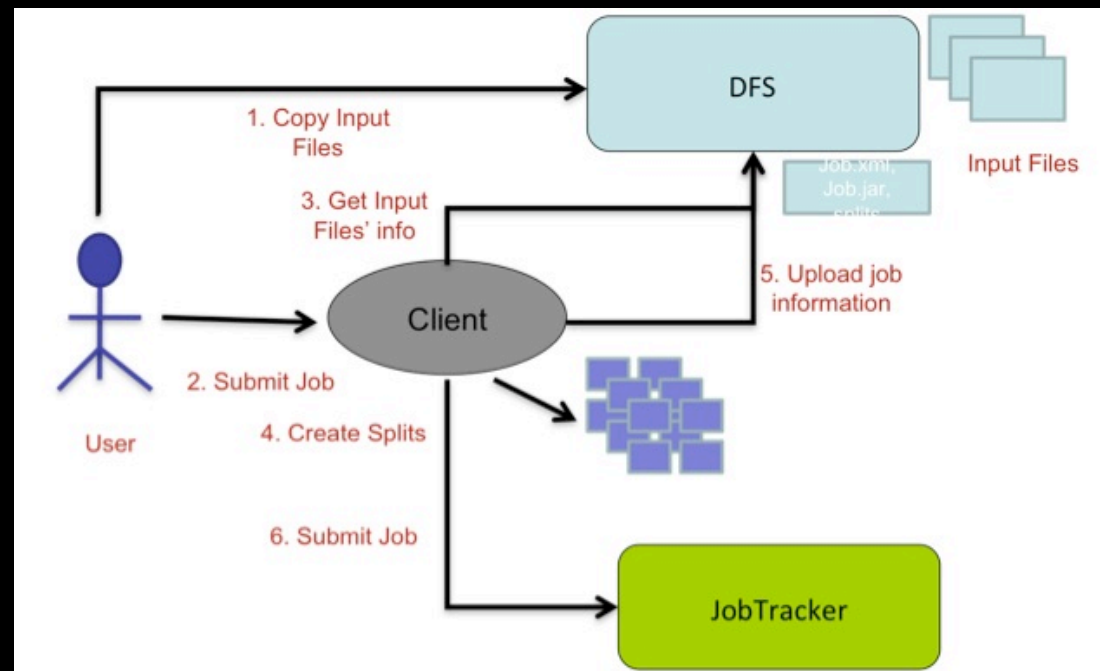 DFS
1. Copy Input
Files
Input Files
Job.xml,
Job.jar,
splits
3. Get Input
Files' info
5. Upload job
information
Client
2. Submit Job
User
4. Create Splits
6. Submit Job
JobTracker